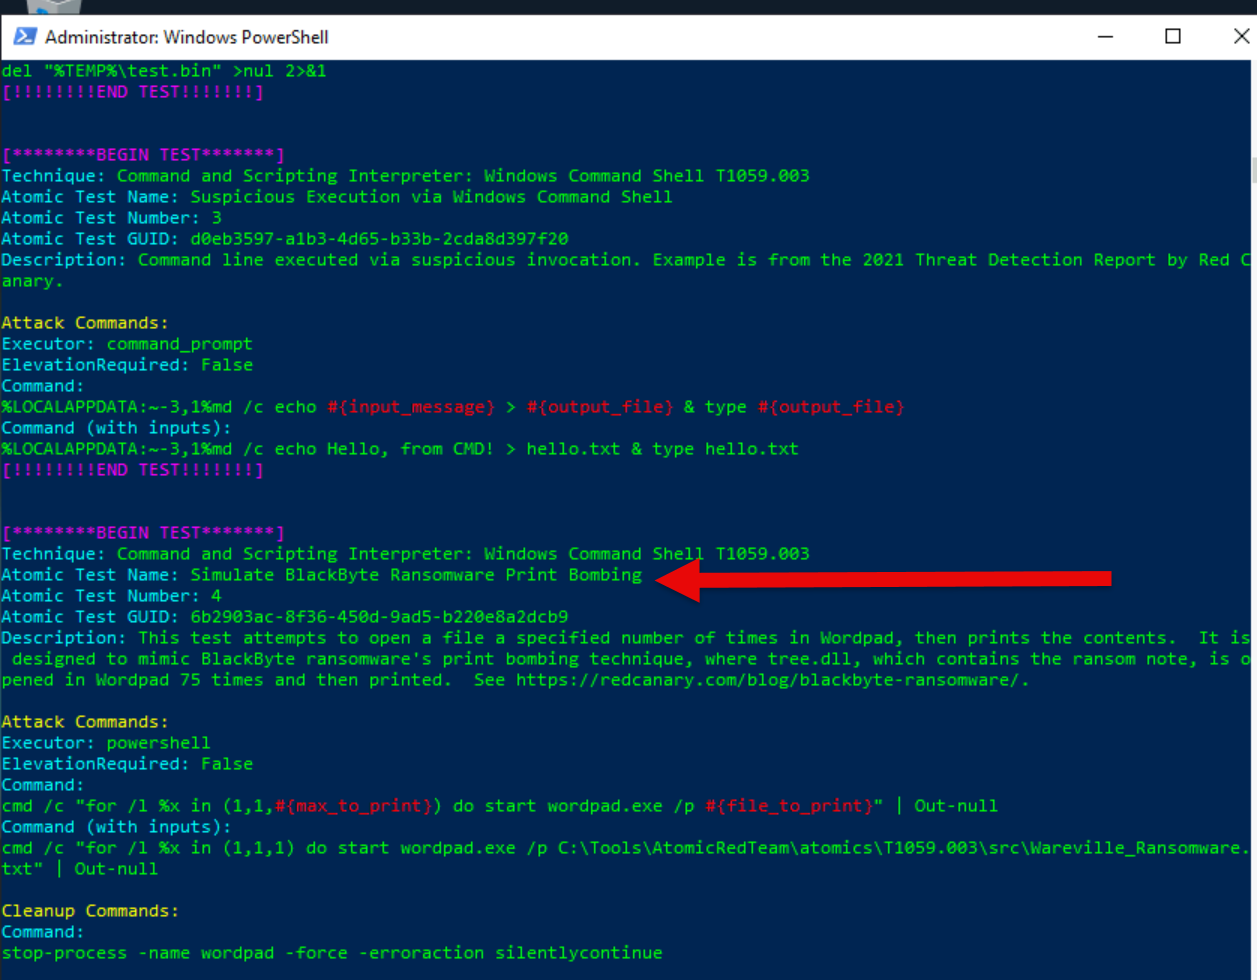 Administrator: Windows PowerShell
del "%TEMP%\test.bin" >nul 2>&1
[!!!!!!!!END TEST!!!!!!!]
[********BEGIN TEST*******]
Technique: Command and Scripting Interpreter: Windows Command Shell T1059.003
Atomic Test Name: Suspicious Execution via Windows Command Shell
Atomic Test Number: 3
Atomic Test GUID: d0eb3597-a1b3-4d65-b33b-2cda8d397f20
Description: Command line executed via suspicious invocation. Example is from the 2021 Threat Detection Report by Red C
anary.
Attack Commands:
Executor: command_prompt
ElevationRequired: False
Command:
%LOCALAPPDATA:~-3,1%md /c echo #{input_message} > #{output_file} & type #{output_file}
Command (with inputs):
%LOCALAPPDATA:~-3,1%md /c echo Hello, from CMD! > hello.txt & type hello.txt
[!!!!!!!!END TEST!!!!!!!]
[********BEGIN TEST*******]
Technique: Command and Scripting Interpreter: Windows Command Shell T1059.003
Atomic Test Name: Simulate BlackByte Ransomware Print Bombing
Atomic Test Number: 4
Atomic Test GUID: 6b2903ac-8f36-450d-9ad5-b220e8a2dcb9
Description: This test attempts to open a file a specified number of times in Wordpad, then prints the contents.  It is
 designed to mimic BlackByte ransomware's print bombing technique, where tree.dll, which contains the ransom note, is o
pened in Wordpad 75 times and then printed.  See https://redcanary.com/blog/blackbyte-ransomware/.
Attack Commands:
Executor: powershell
ElevationRequired: False
Command:
cmd /c "for /l %x in (1,1,#{max_to_print}) do start wordpad.exe /p #{file_to_print}" | Out-null
Command (with inputs):
cmd /c "for /l %x in (1,1,1) do start wordpad.exe /p C:\Tools\AtomicRedTeam\atomics\T1059.003\src\Wareville_Ransomware.
txt" | Out-null
Cleanup Commands:
Command:
stop-process -name wordpad -force -erroraction silentlycontinue